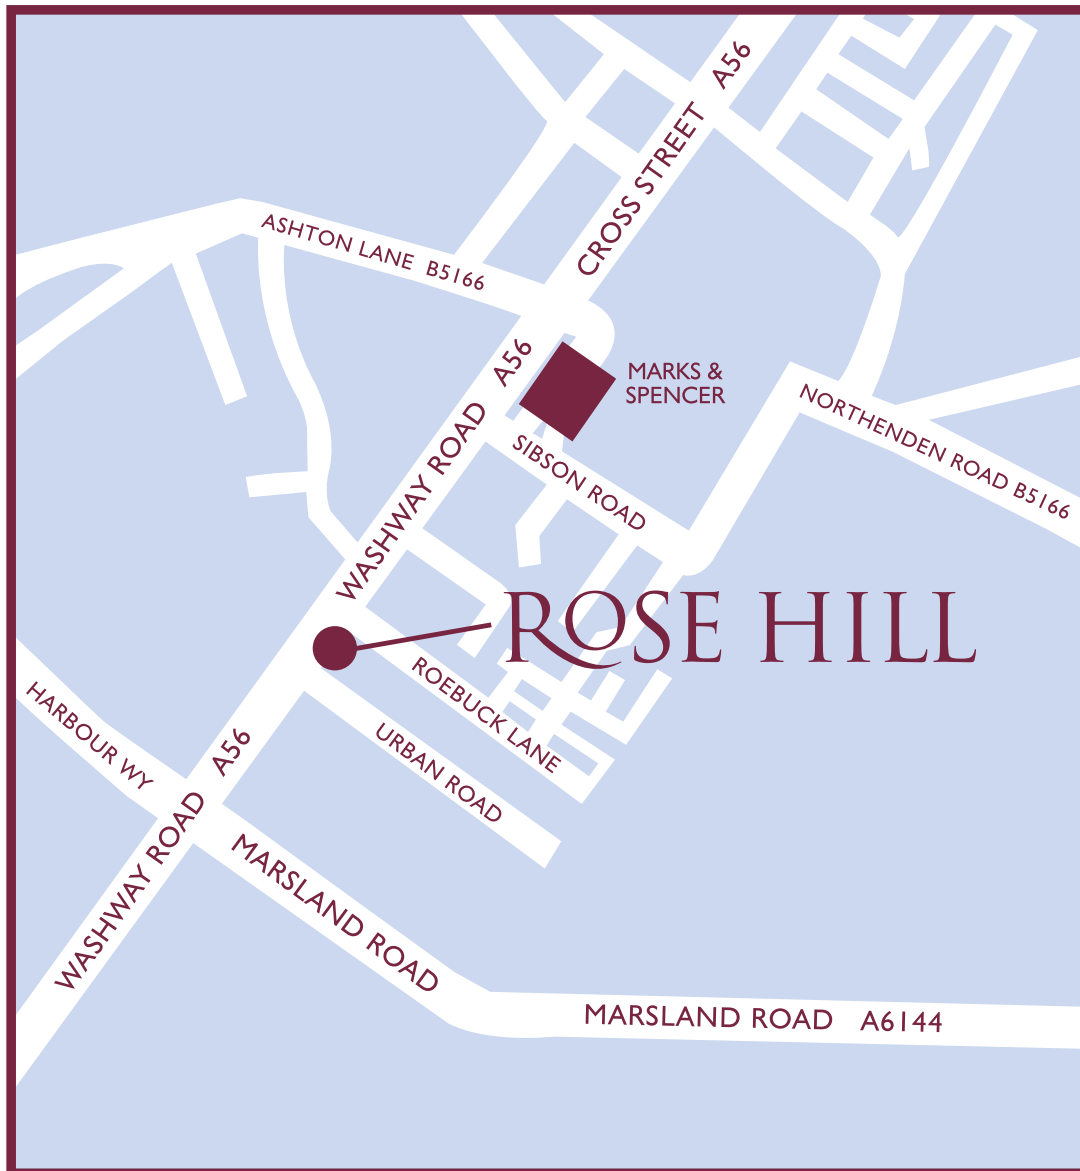 A56
CROSS STREET
ASHTON LANE B5166
A56
MARKS &
SPENCER
WASHWAY ROAD
NORTHENDEN ROAD B5166
SIBSON ROAD
ROSE HILL
ROEBUCK LANE
HARBOUR WY
URBAN ROAD
A56
WASHWAY ROAD
MARSLAND ROAD
MARSLAND ROAD A6144